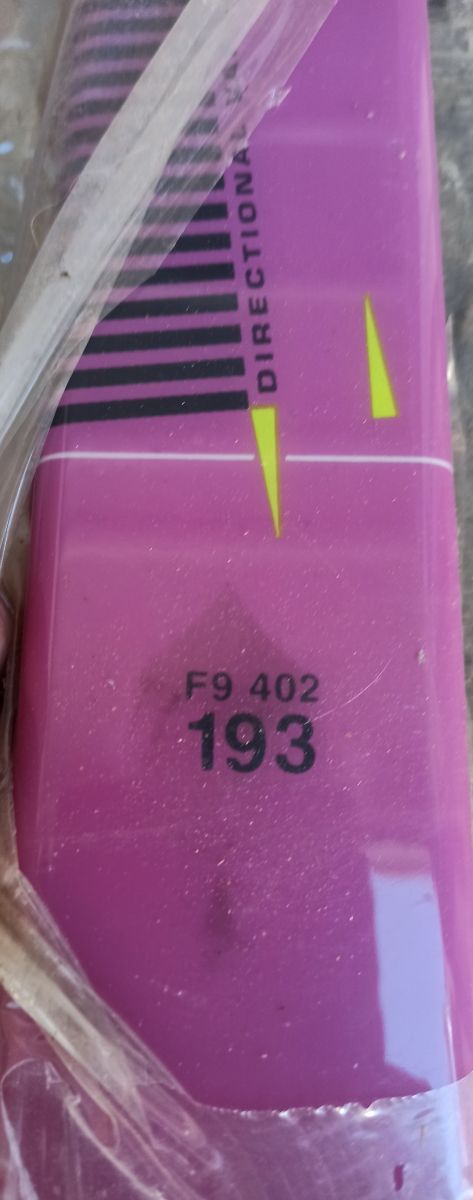 DIRECTIONAL
F9 402
193